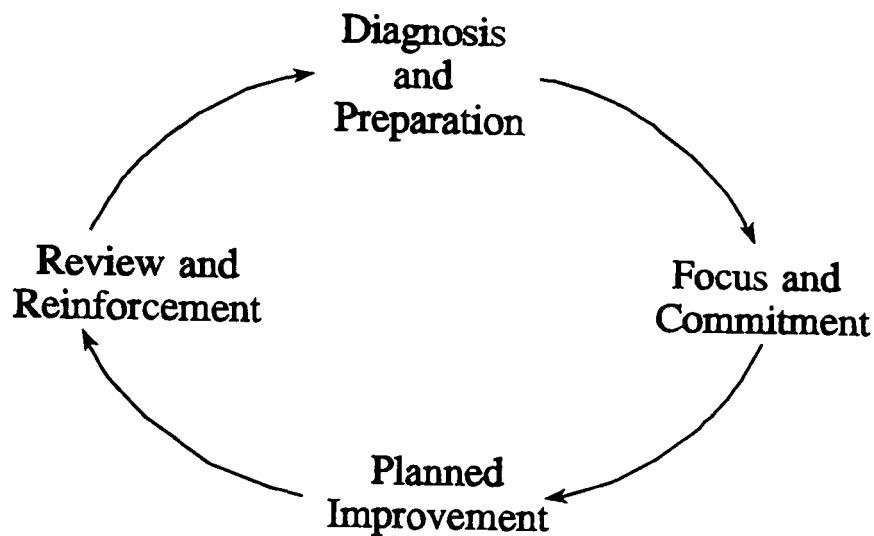 Diagnosis
and
Preparation
Focus and
Commitment
Planned
Improvement
Review and
Reinforcement